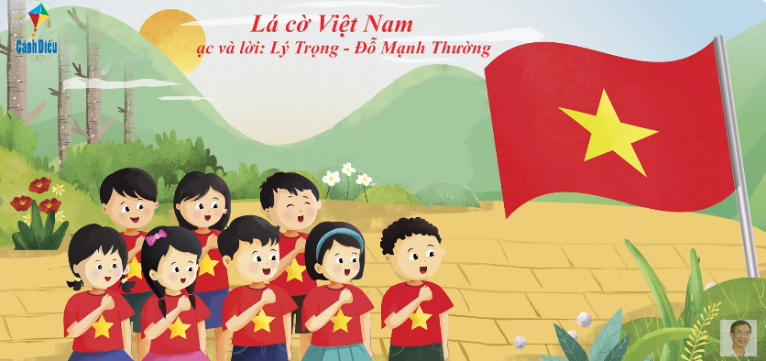 Cánh Diều
Lá cờ Việt Nam
ạc và lời: Lý Trọng - Đỗ Mạnh Thường